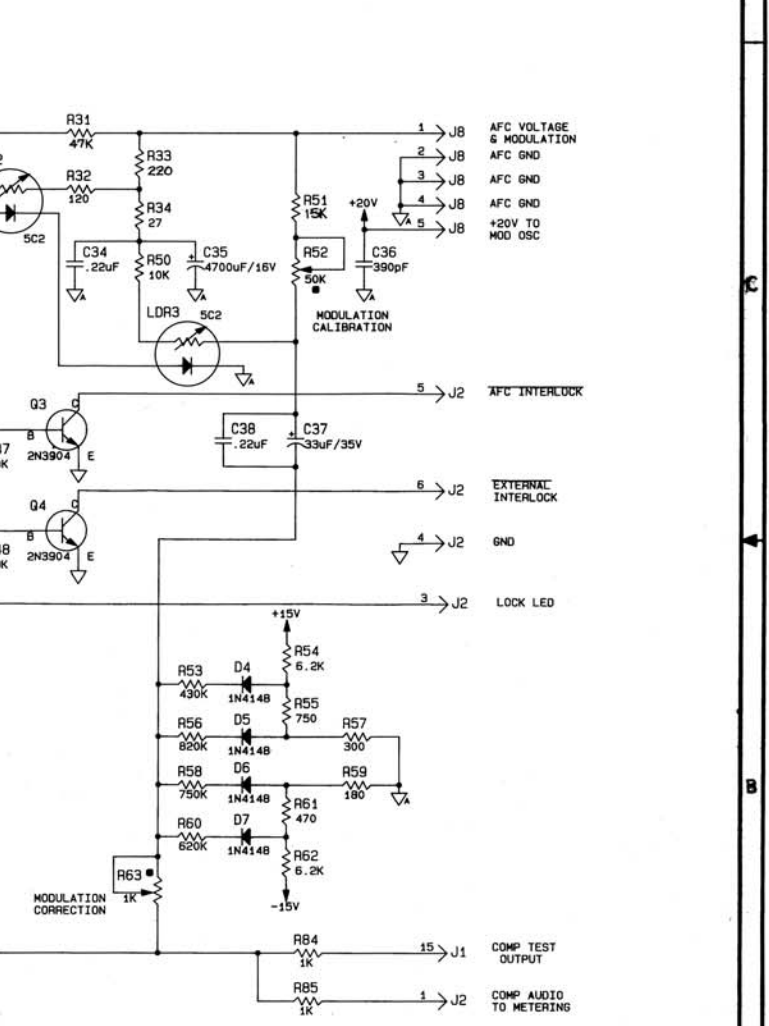 R31
47K
1 J8 AFC VOLTAGE
& MODULATION
2 J8 AFC GND
R33
220
3 J8 AFC GND
R32
120
4 J8 AFC GND
R51
15K
+20V
A
5 J8 +20V TO
MOD OSC
R34
27
5C2
C34
.22uF
R50
10K
C35
4700uF/16V
R52
50K
C36
390pF
A
A
A
LDR3
5C2
MODULATION
CALIBRATION
C
A
5 J2 AFC INTERLOCK
Q3
C
B
2N3904
E
C38
.22uF
C37
33uF/35V
6 J2 EXTERNAL
INTERLOCK
Q4
C
B
2N3904
E
4 J2 GND
3 J2 LOCK LED
+15V
R54
6.2K
R53
430K
D4
1N4148
R55
750
R56
820K
D5
1N4148
R57
300
R58
750K
D6
1N4148
R59
180
A
B
R61
470
R60
620K
D7
1N4148
R62
6.2K
R63
1K
MODULATION
CORRECTION
-15V
R84
1K
15 J1 COMP TEST
OUTPUT
R85
1K
1 J2 COMP AUDIO
TO METERING